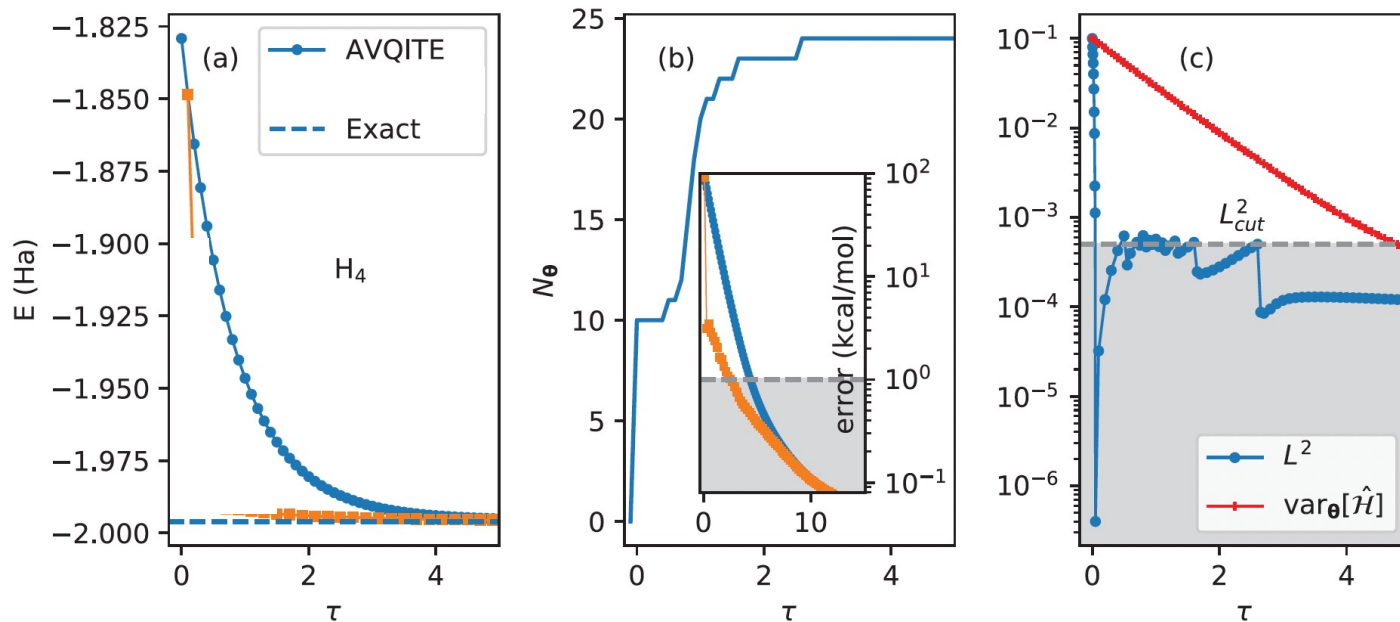 (a)
AVQITE
Exact
H₄
E (Ha)
−1.825
−1.850
−1.875
−1.900
−1.925
−1.950
−1.975
−2.000
0
2
4
τ
(b)
N_θ
25
20
15
10
5
0
0
2
4
τ
error (kcal/mol)
10²
10¹
10⁰
10⁻¹
0
10
(c)
10⁻¹
10⁻²
10⁻³
10⁻⁴
10⁻⁵
10⁻⁶
L²_cut
L²
var_θ[Ĥ]
0
2
4
τ